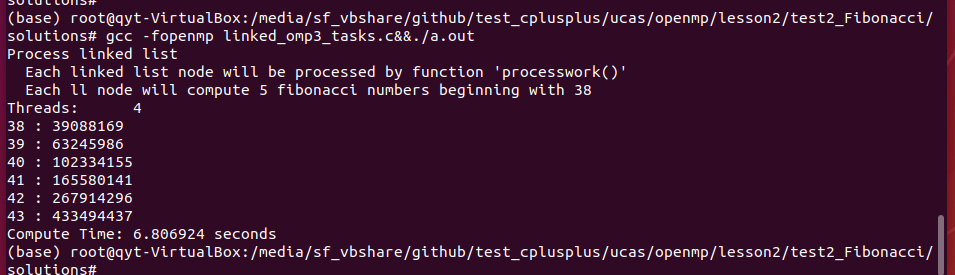 solutions#
(base) root@qyt-VirtualBox:/media/sf_vbshare/github/test_cplusplus/ucas/openmp/lesson2/test2_Fibonacci/
solutions# gcc -fopenmp linked_omp3_tasks.c&&./a.out
Process linked list
  Each linked list node will be processed by function 'processwork()'
  Each ll node will compute 5 fibonacci numbers beginning with 38
Threads:      4
38 : 39088169
39 : 63245986
40 : 102334155
41 : 165580141
42 : 267914296
43 : 433494437
Compute Time: 6.806924 seconds
(base) root@qyt-VirtualBox:/media/sf_vbshare/github/test_cplusplus/ucas/openmp/lesson2/test2_Fibonacci/
solutions#